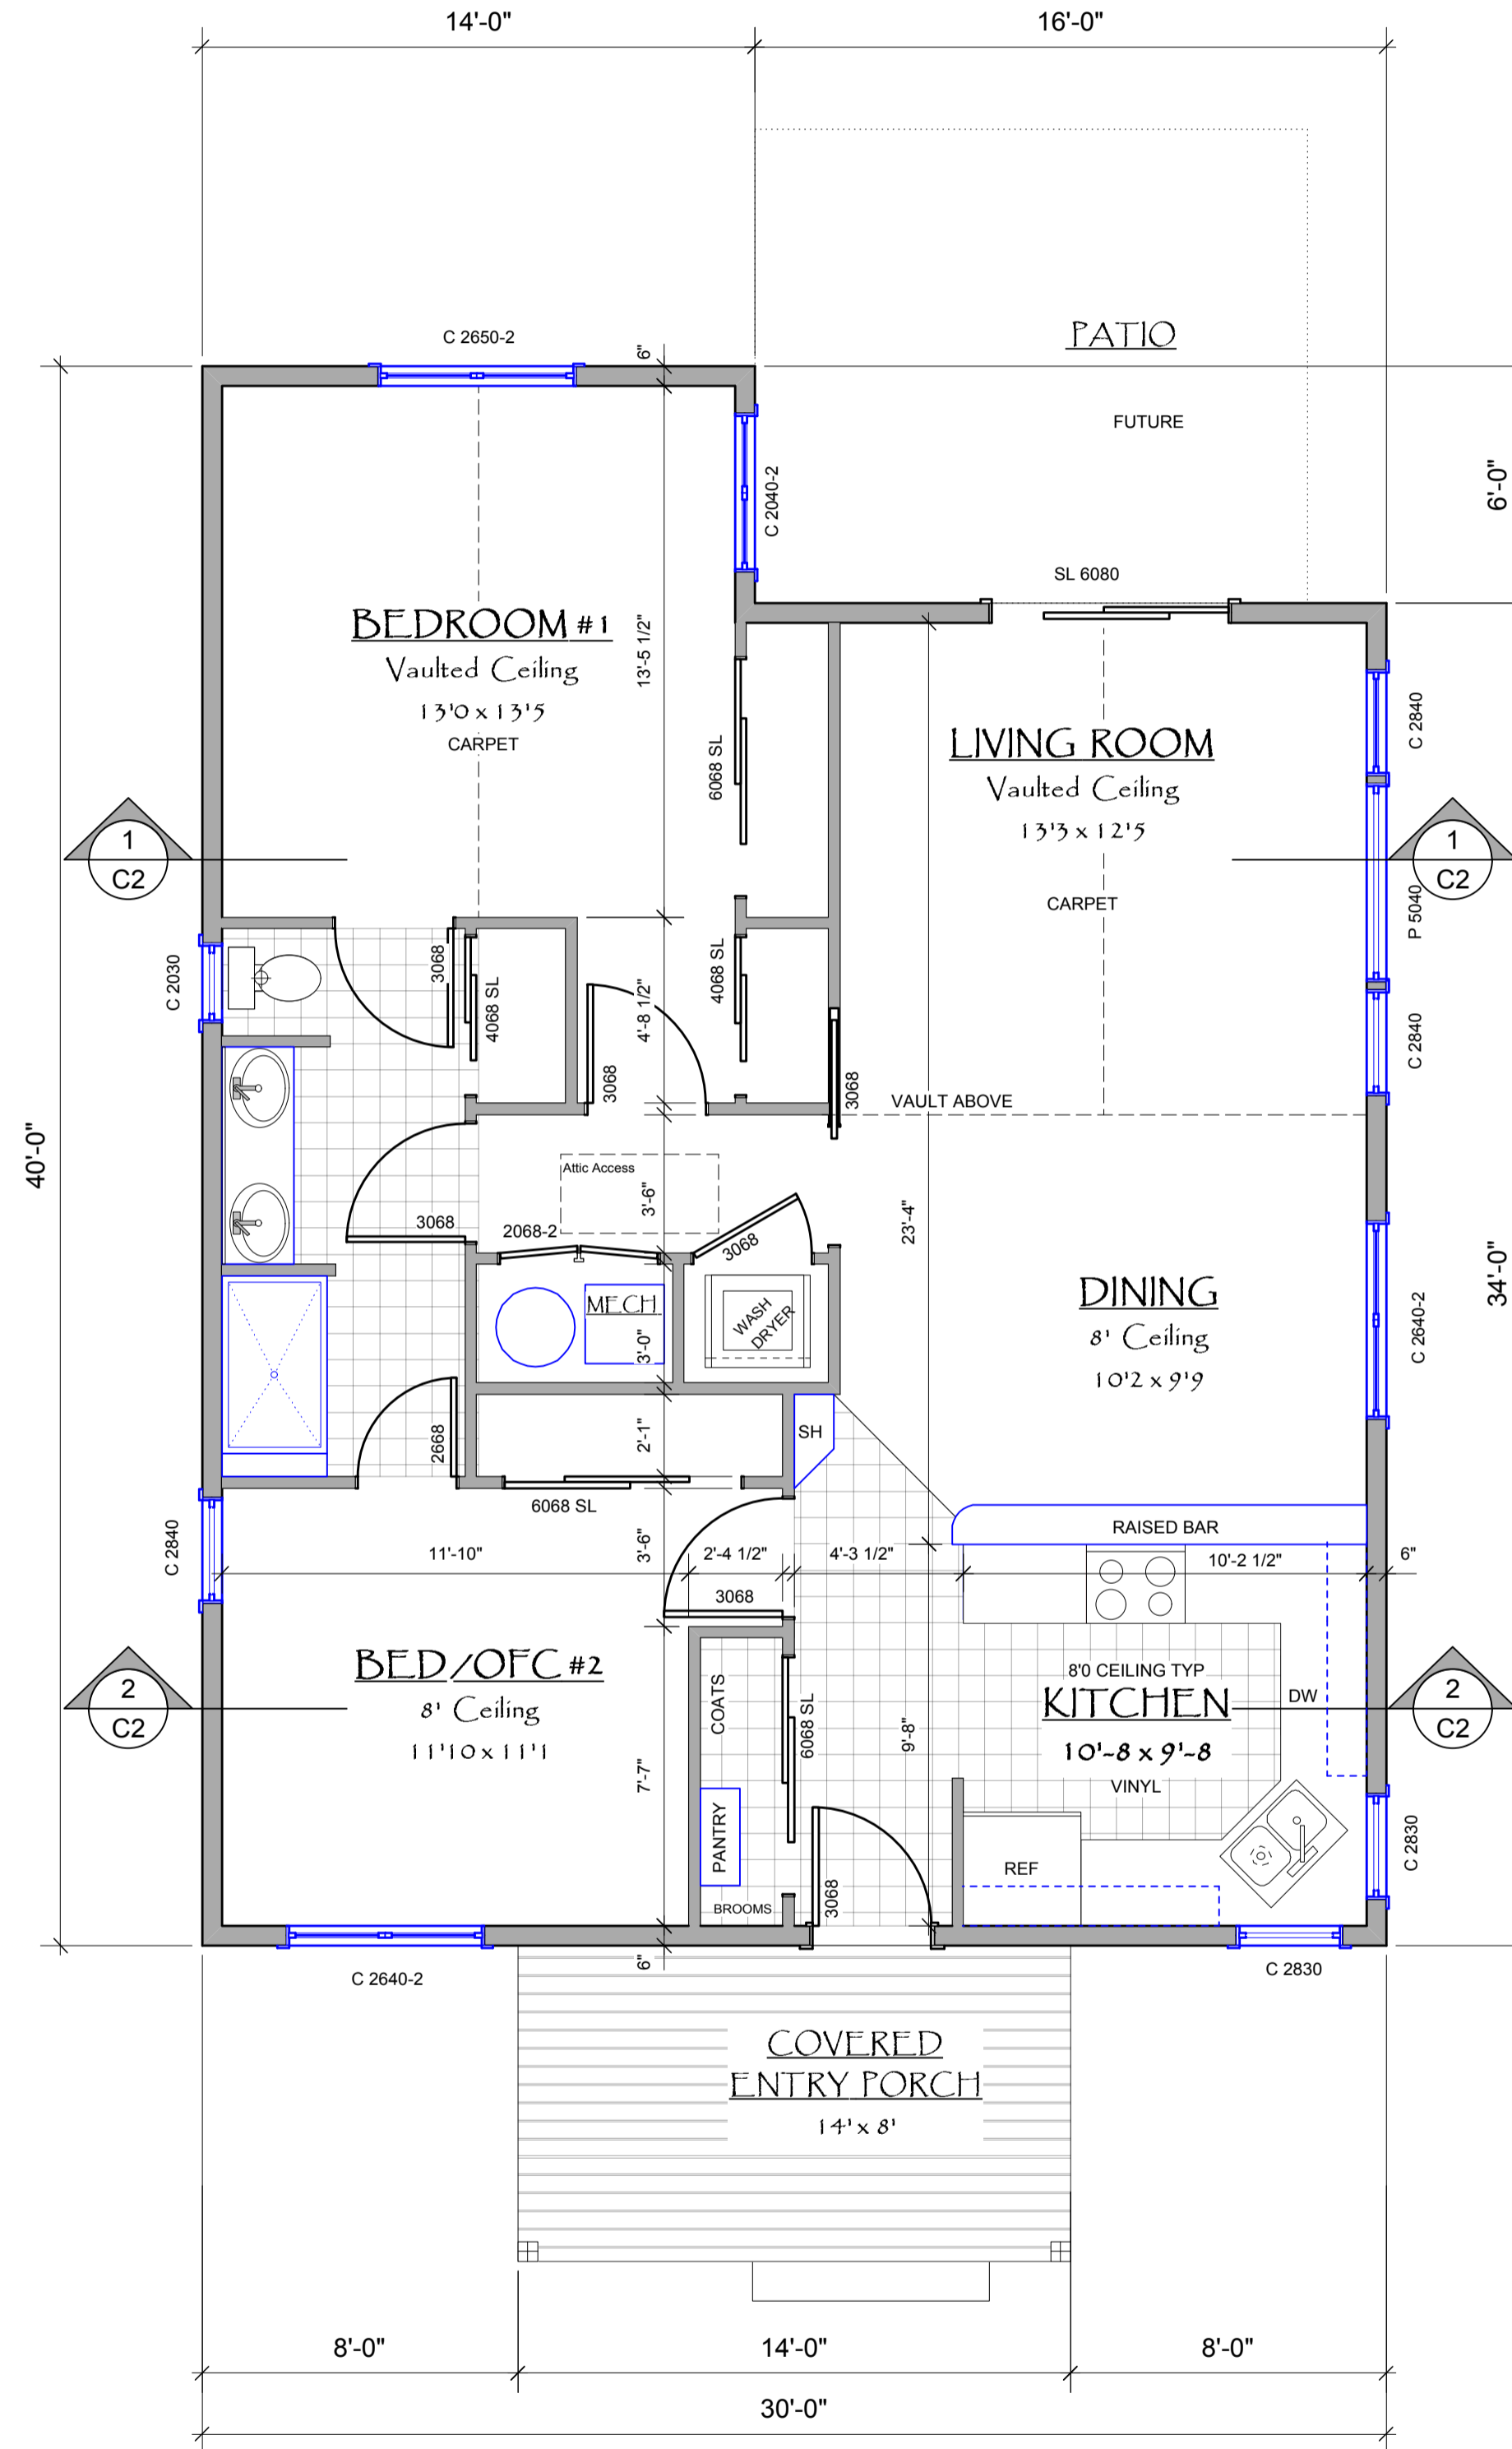 14'-0"
16'-0"
PATIO
FUTURE
C 2650-2
6"
C 2040-2
6'-0"
SL 6080
BEDROOM #1
Vaulted Ceiling
13'0 x 13'5
CARPET
13'-5 1/2"
6068 SL
LIVING ROOM
Vaulted Ceiling
13'3 x 12'5
CARPET
C 2840
P 5040
C 2840
1
C2
1
C2
C 2030
3068
4068 SL
4'-8 1/2"
3068
4068 SL
3068
VAULT ABOVE
40'-0"
Attic Access
3'-6"
3068
2068-2
3068
23'-4"
34'-0"
MECH
3'-0"
WASH
DRYER
DINING
8' Ceiling
10'2 x 9'9
C 2640-2
2668
2'-1"
SH
6068 SL
RAISED BAR
C 2840
11'-10"
3'-6"
2'-4 1/2"
4'-3 1/2"
10'-2 1/2"
6"
3068
BED/OFC #2
8' Ceiling
11'10 x 11'1
7'-7"
COATS
PANTRY
BROOMS
6068 SL
9'-8"
3068
8'0 CEILING TYP
KITCHEN
10'-8 x 9'-8
VINYL
DW
REF
2
C2
2
C2
C 2830
C 2640-2
6"
C 2830
COVERED
ENTRY PORCH
14' x 8'
8'-0"
14'-0"
8'-0"
30'-0"